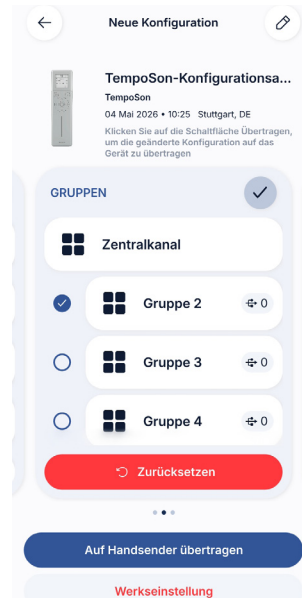 Neue Konfiguration
TempoSon-Konfigurationsa...
TempoSon
04 Mai 2026 • 10:25 Stuttgart, DE
Klicken Sie auf die Schaltfläche Übertragen,
um die geänderte Konfiguration auf das
Gerät zu übertragen
GRUPPEN
Zentralkanal
Gruppe 2 0
Gruppe 3 0
Gruppe 4 0
Zurücksetzen
Auf Handsender übertragen
Werkseinstellung